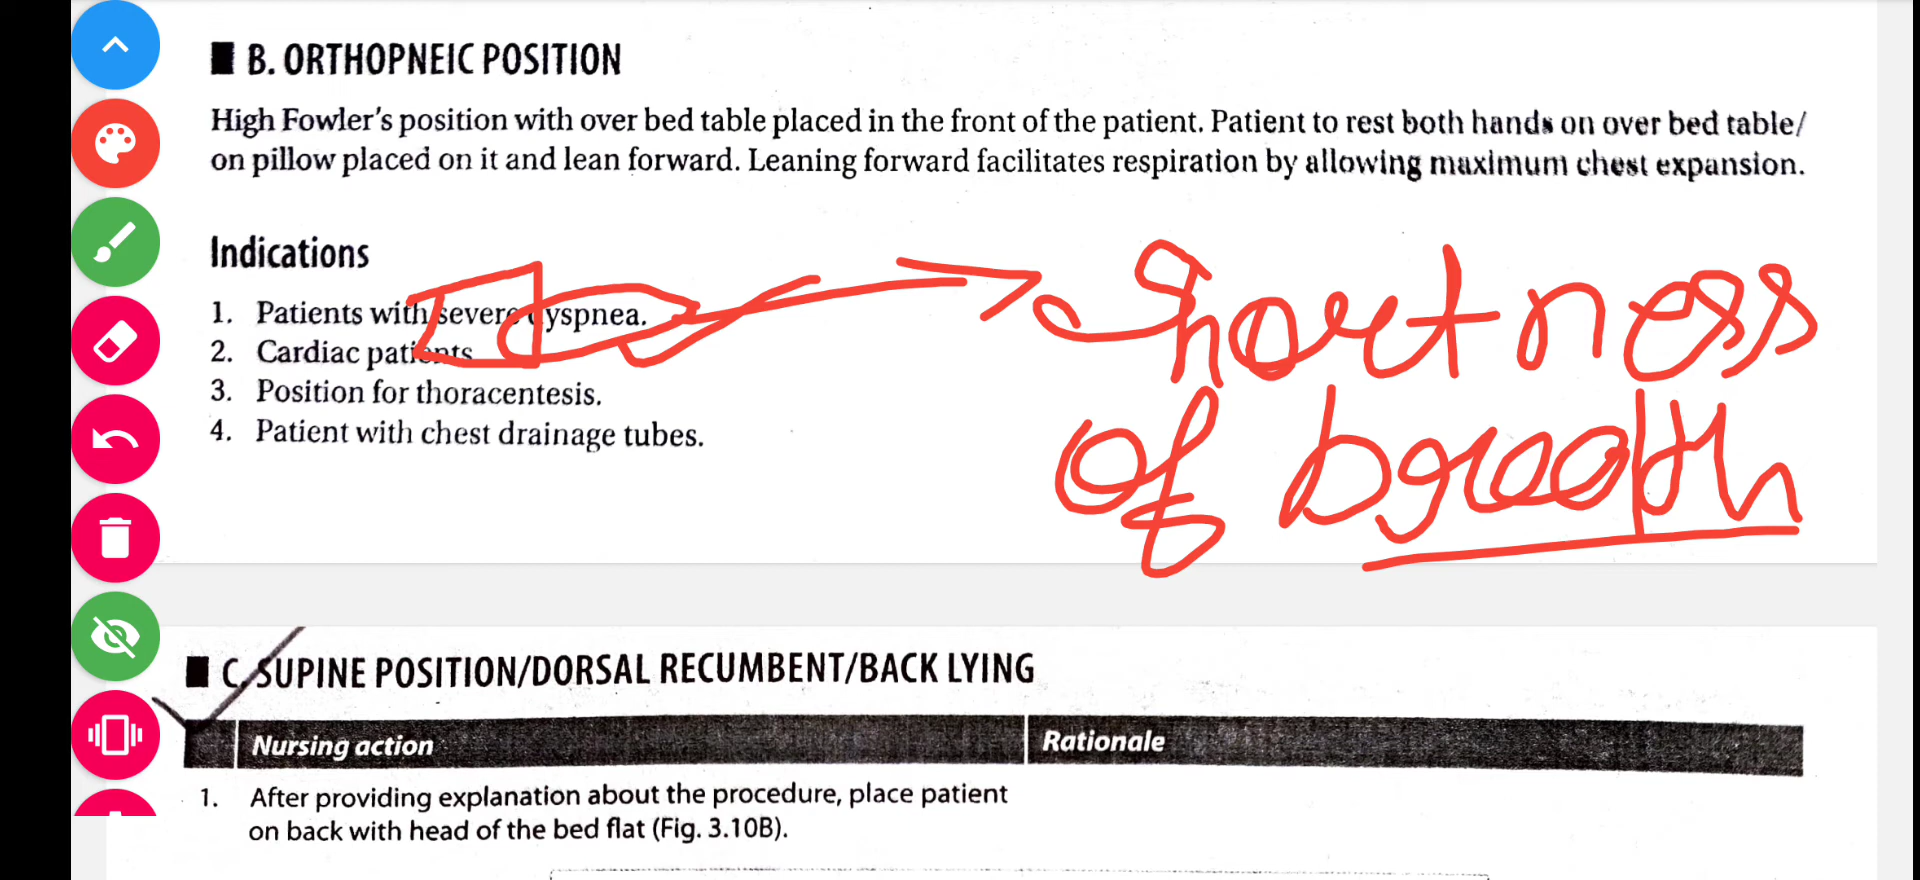 B. ORTHOPNEIC POSITION
High Fowler's position with over bed table placed in the front of the patient. Patient to rest both hands on over bed table/
on pillow placed on it and lean forward. Leaning forward facilitates respiration by allowing maximum chest expansion.
Indications
1. Patients with severe dyspnea.
2. Cardiac patients
3. Position for thoracentesis.
4. Patient with chest drainage tubes.
Shortness
of breath
C. SUPINE POSITION/DORSAL RECUMBENT/BACK LYING
Nursing action Rationale
1. After providing explanation about the procedure, place patient
on back with head of the bed flat (Fig. 3.10B).